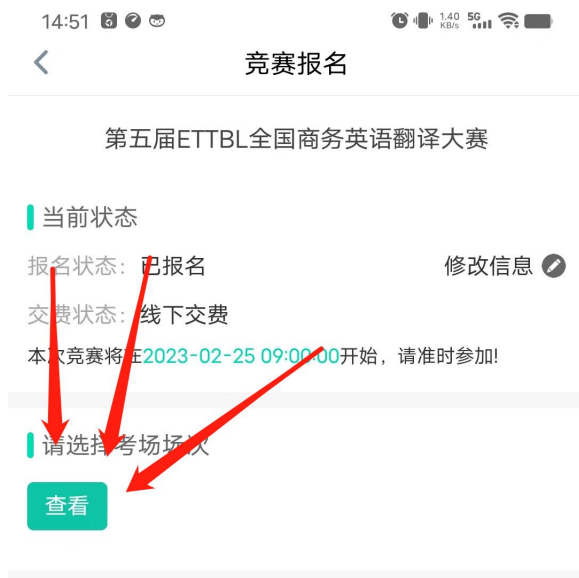 14:51 1.40 KB/s 5G
竞赛报名
第五届ETTBL全国商务英语翻译大赛
当前状态
报名状态: 已报名 修改信息
交费状态: 线下交费
本次竞赛将在2023-02-25 09:00:00开始，请准时参加!
请选择考场场次
查看